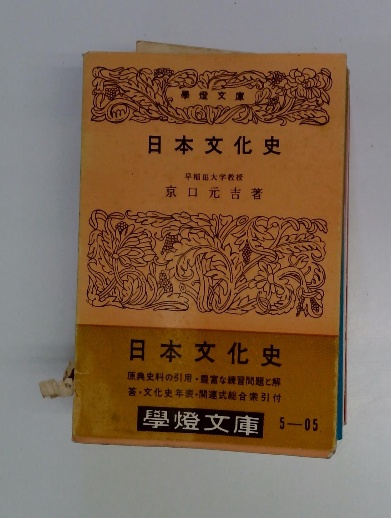 學燈文庫
日本文化史
早稲田大学教授
京口元吉著
日本文化史
原典史料の引用・豊富な練習問題と解
答・文化史年表・関連式総合索引付
學燈文庫 5—05